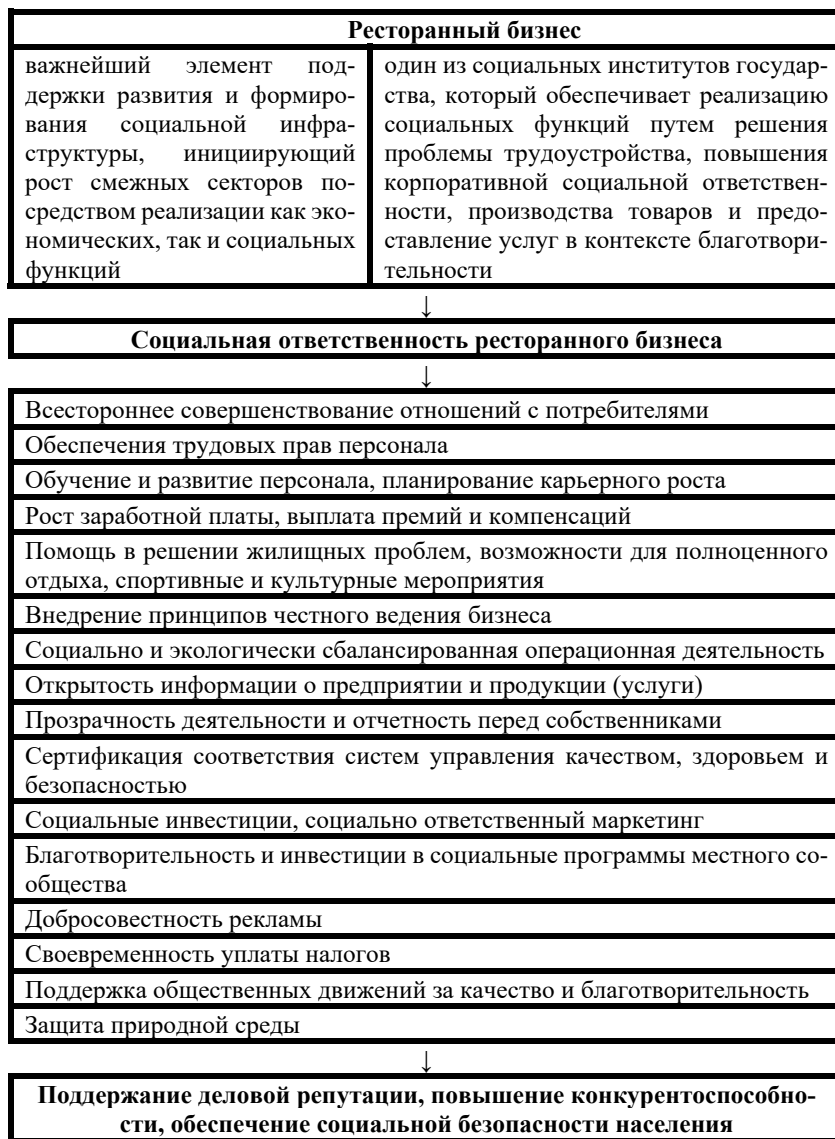 Ресторанный бизнес
важнейший элемент под-
держки развития и формиро-
вания социальной инфра-
структуры, инициирующий
рост смежных секторов по-
средством реализации как эко-
номических, так и социальных
функций
один из социальных институтов государ-
ства, который обеспечивает реализацию
социальных функций путем решения
проблемы трудоустройства, повышения
корпоративной социальной ответствен-
ности, производства товаров и предо-
ставление услуг в контексте благотвори-
тельности
↓
Социальная ответственность ресторанного бизнеса
↓
Всестороннее совершенствование отношений с потребителями
Обеспечения трудовых прав персонала
Обучение и развитие персонала, планирование карьерного роста
Рост заработной платы, выплата премий и компенсаций
Помощь в решении жилищных проблем, возможности для полноценного
отдыха, спортивные и культурные мероприятия
Внедрение принципов честного ведения бизнеса
Социально и экологически сбалансированная операционная деятельность
Открытость информации о предприятии и продукции (услуги)
Прозрачность деятельности и отчетность перед собственниками
Сертификация соответствия систем управления качеством, здоровьем и
безопасностью
Социальные инвестиции, социально ответственный маркетинг
Благотворительность и инвестиции в социальные программы местного со-
общества
Добросовестность рекламы
Своевременность уплаты налогов
Поддержка общественных движений за качество и благотворительность
Защита природной среды
↓
Поддержание деловой репутации, повышение конкурентоспособно-
сти, обеспечение социальной безопасности населения